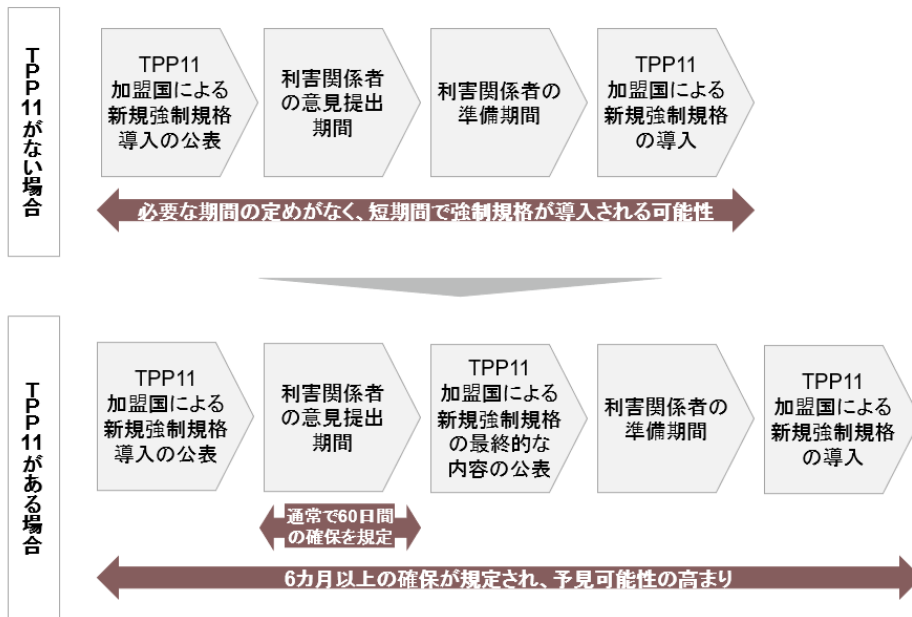 TPP11がない場合
TPP11
加盟国による
新規強制規格
導入の公表
利害関係者
の意見提出
期間
利害関係者の
準備期間
TPP11
加盟国による
新規強制規格
の導入
必要な期間の定めがなく、短期間で強制規格が導入される可能性
TPP11がある場合
TPP11
加盟国による
新規強制規格
導入の公表
利害関係者
の意見提出
期間
TPP11
加盟国による
新規強制規格
の最終的な
内容の公表
利害関係者の
準備期間
TPP11
加盟国による
新規強制規格
の導入
通常で60日間
の確保を規定
6カ月以上の確保が規定され、予見可能性の高まり